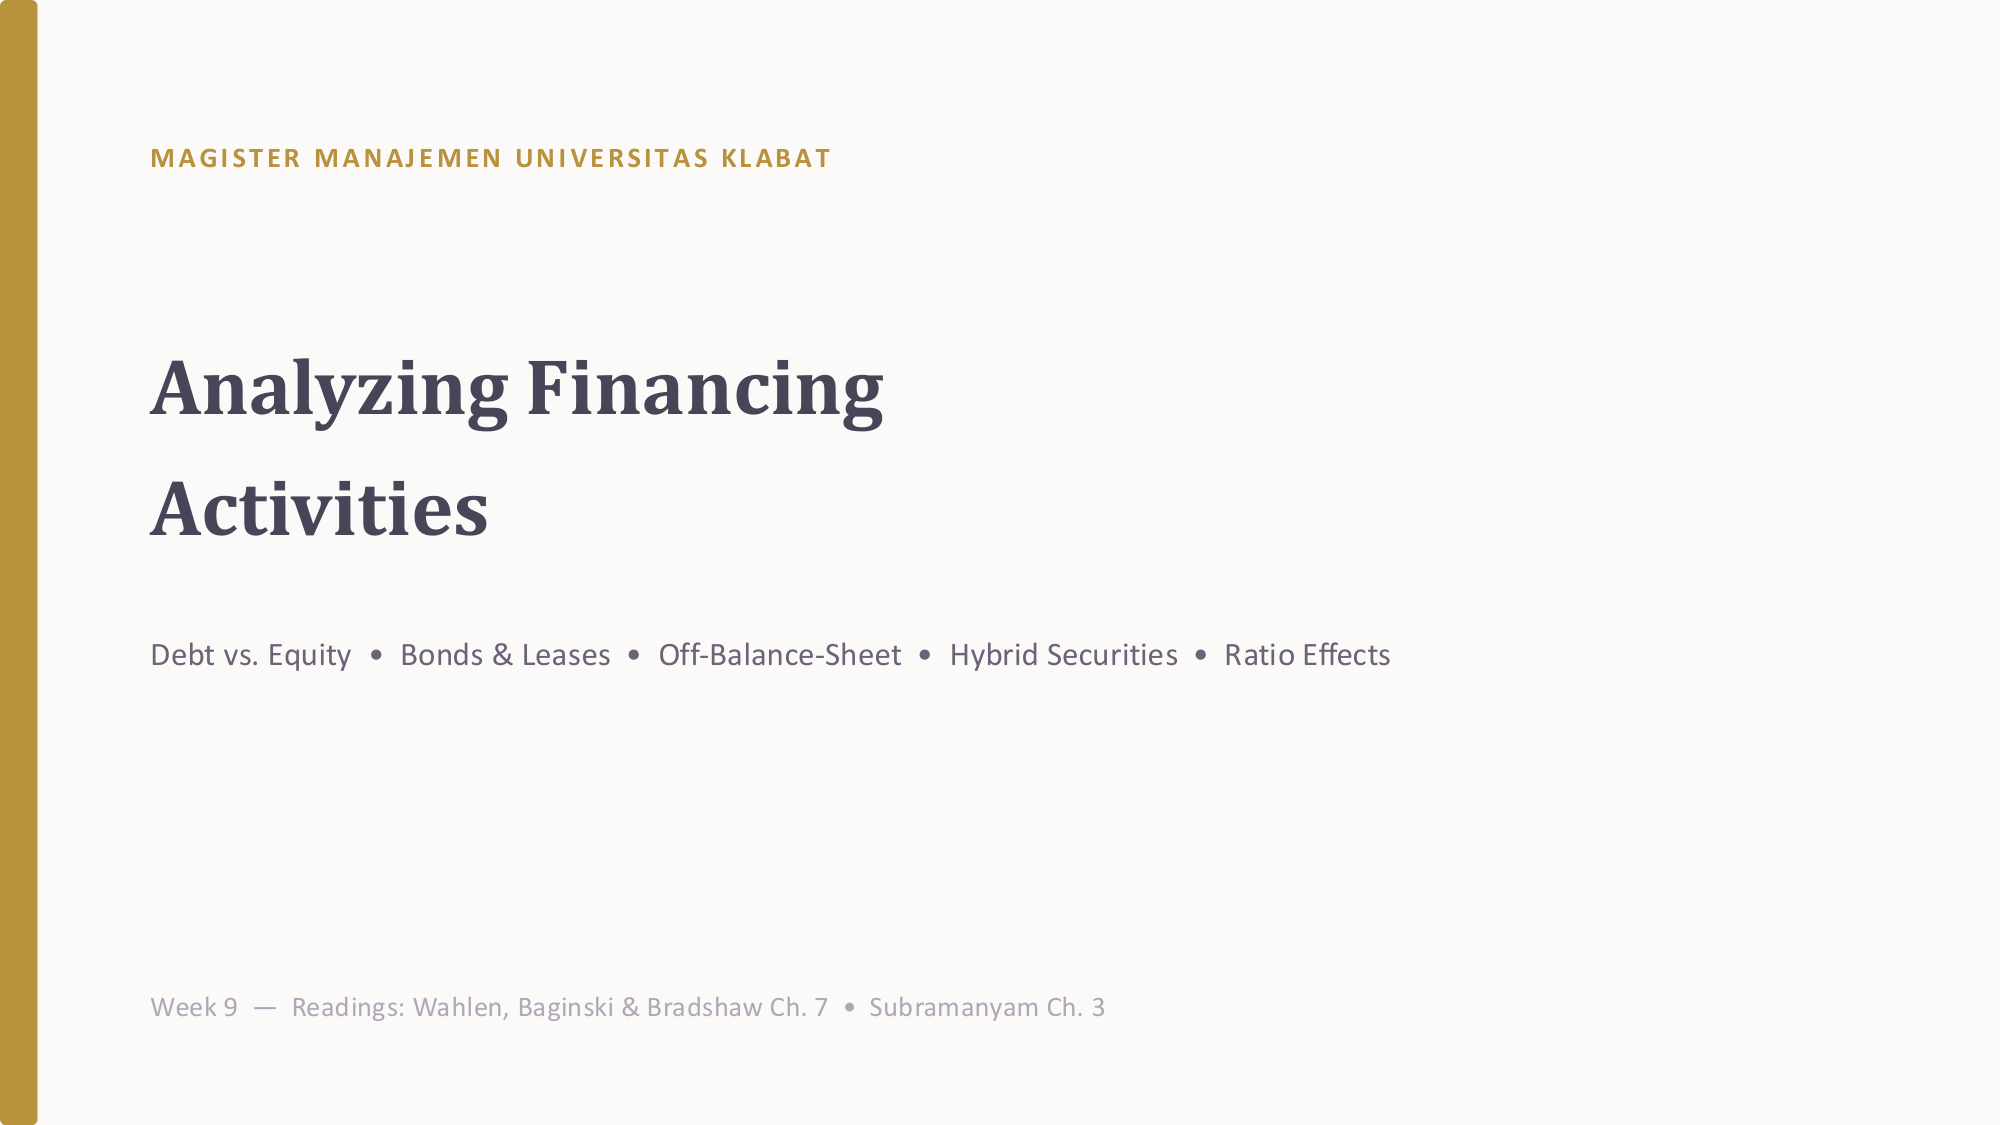 MAGISTER MANAJEMEN UNIVERSITAS KLABAT
Analyzing Financing
Activities
Debt vs. Equity • Bonds & Leases • Off-Balance-Sheet • Hybrid Securities • Ratio Effects
Week 9 — Readings: Wahlen, Baginski & Bradshaw Ch. 7 • Subramanyam Ch. 3